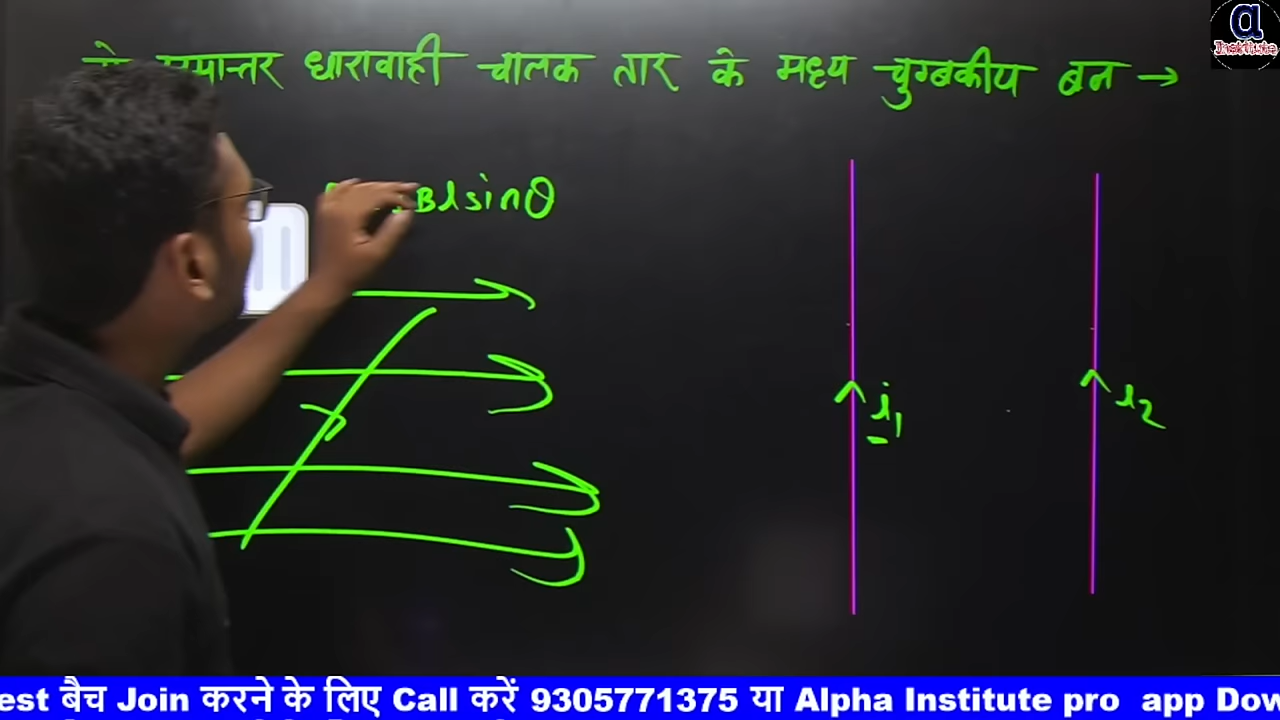 समान्तर धारावाही चालक तार के मध्य चुम्बकीय बल →
Blsinθ
i1
i2
α
Institute
est बैच Join करने के लिए Call करें 9305771375 या Alpha Institute pro app Dow